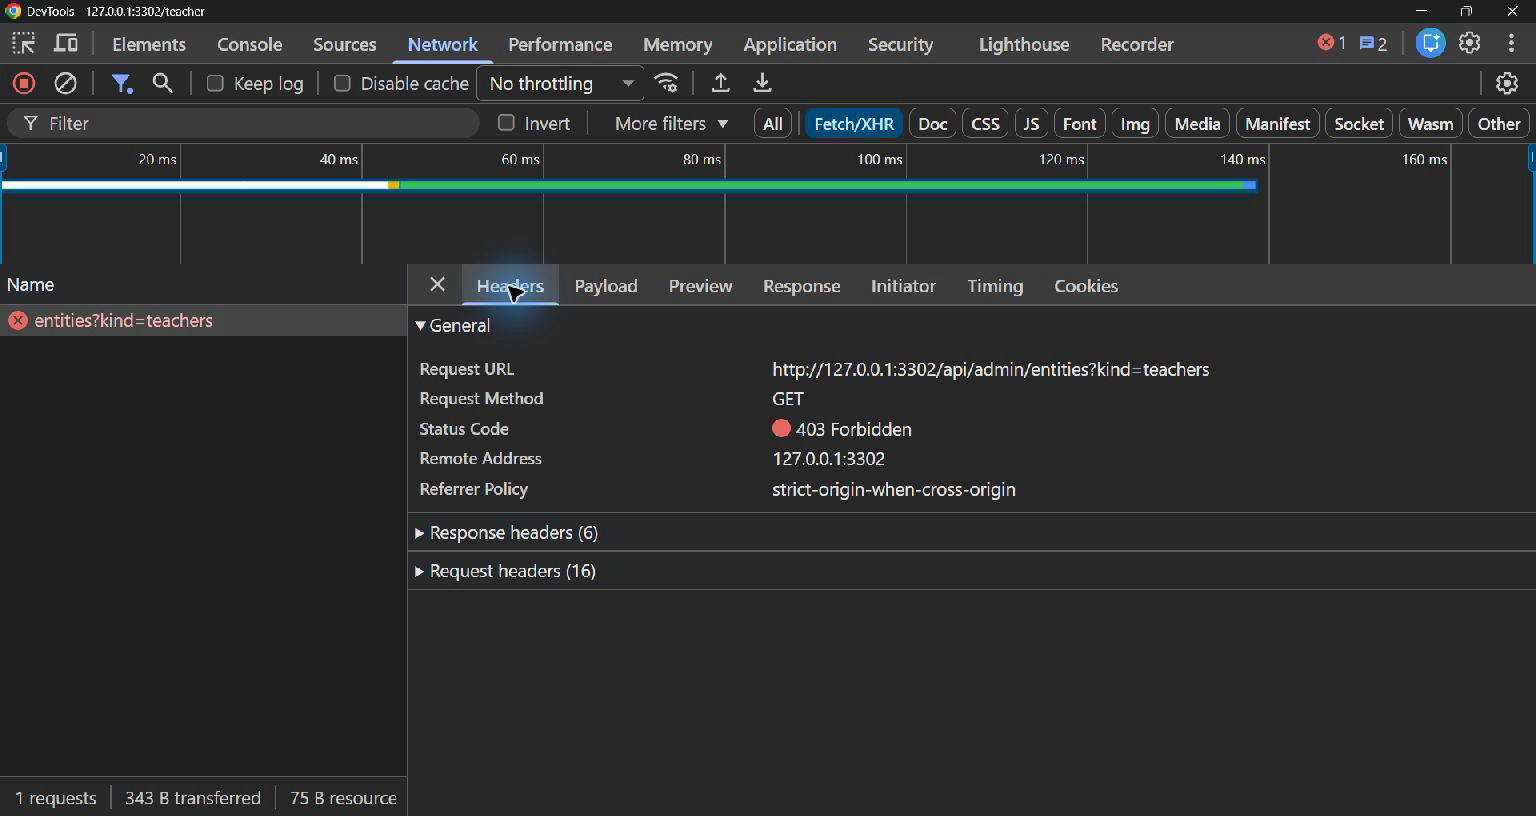 DevTools 127.0.0.1:3302/teacher
Elements Console Sources Network Performance Memory Application Security Lighthouse Recorder 1 2
Keep log Disable cache No throttling
Filter Invert More filters All Fetch/XHR Doc CSS JS Font Img Media Manifest Socket Wasm Other
20 ms 40 ms 60 ms 80 ms 100 ms 120 ms 140 ms 160 ms
Name
entities?kind=teachers
Headers Payload Preview Response Initiator Timing Cookies
General
Request URL http://127.0.0.1:3302/api/admin/entities?kind=teachers
Request Method GET
Status Code 403 Forbidden
Remote Address 127.0.0.1:3302
Referrer Policy strict-origin-when-cross-origin
Response headers (6)
Request headers (16)
1 requests 343 B transferred 75 B resource